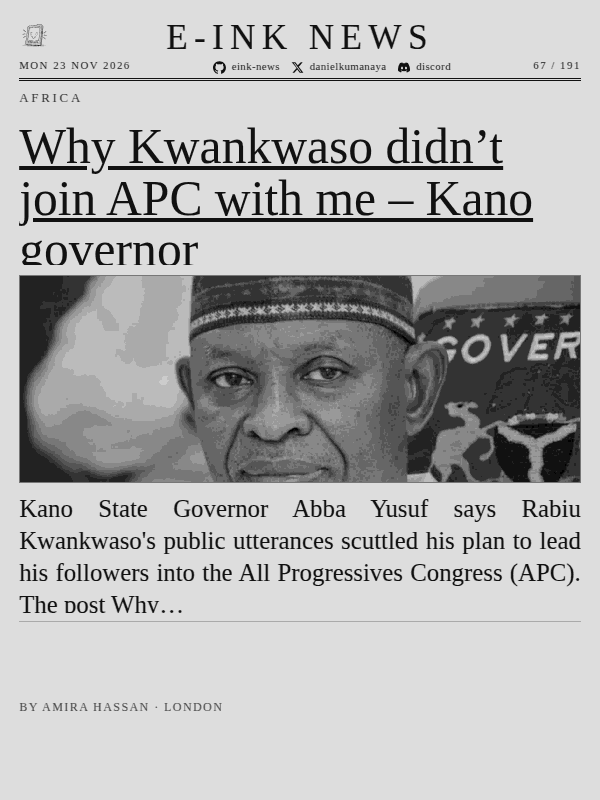 E-INK NEWS
MON 23 NOV 2026
eink-news danielkumanaya discord
67 / 191
AFRICA
Why Kwankwaso didn’t
join APC with me – Kano
governor
GOVER
Kano State Governor Abba Yusuf says Rabiu
Kwankwaso's public utterances scuttled his plan to lead
his followers into the All Progressives Congress (APC).
The post Why…
BY AMIRA HASSAN · LONDON